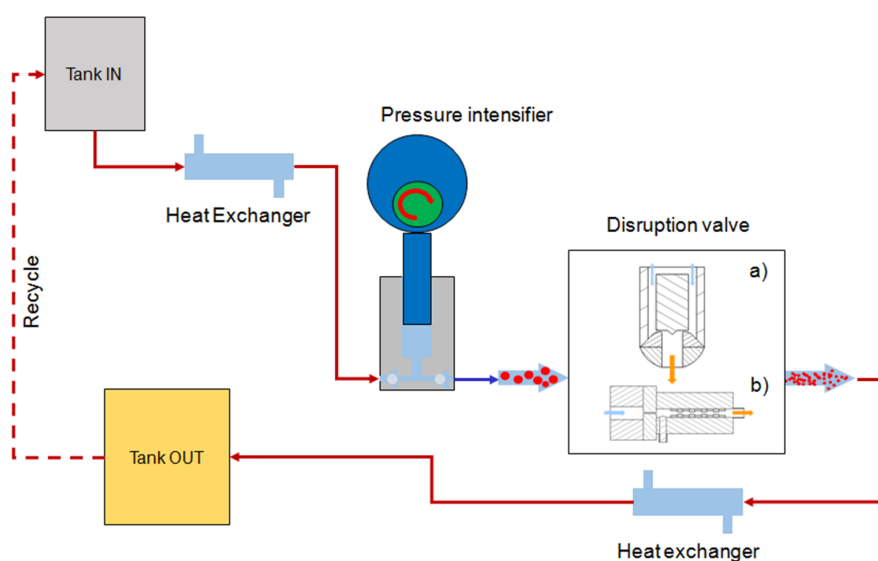 Tank IN
Pressure intensifier
Heat Exchanger
Disruption valve
a)
Recycle
b)
Tank OUT
Heat exchanger